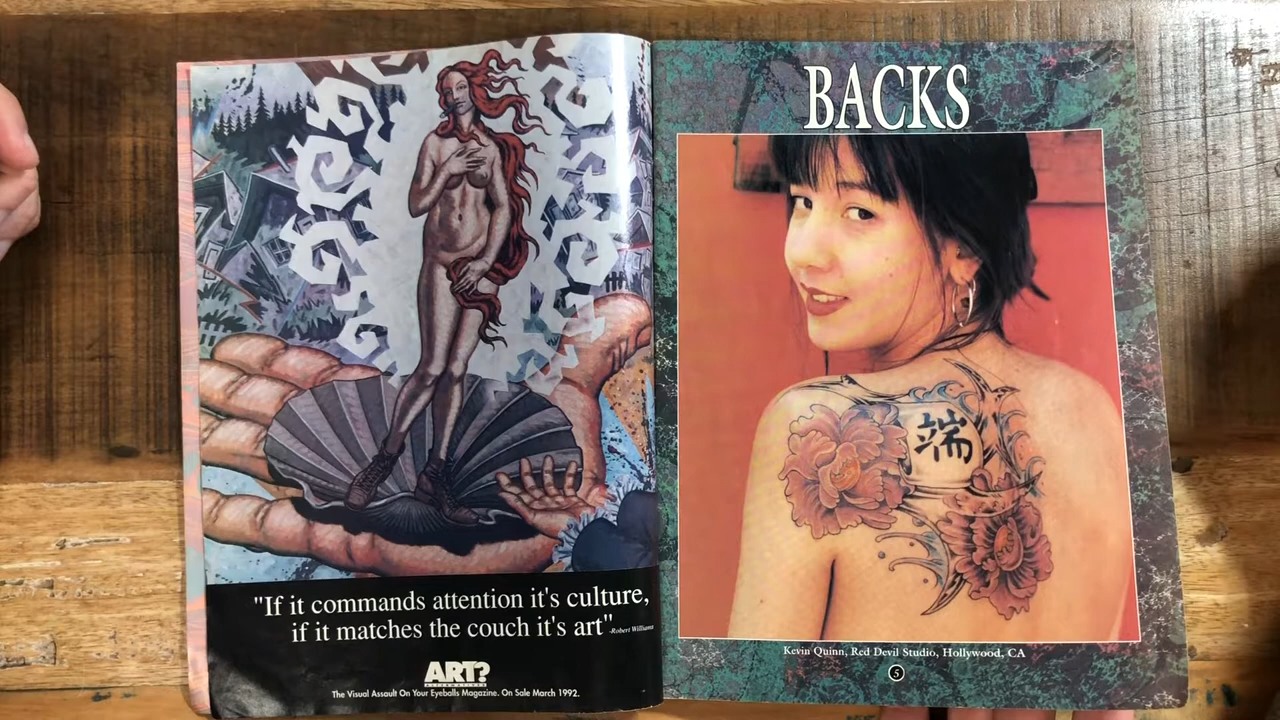 "If it commands attention it's culture,
if it matches the couch it's art" -Robert Williams
ART?
ALTERNATIVES
The Visual Assault On Your Eyeballs Magazine. On Sale March 1992.
BACKS
端
Kevin Quinn, Red Devil Studio, Hollywood, CA
5